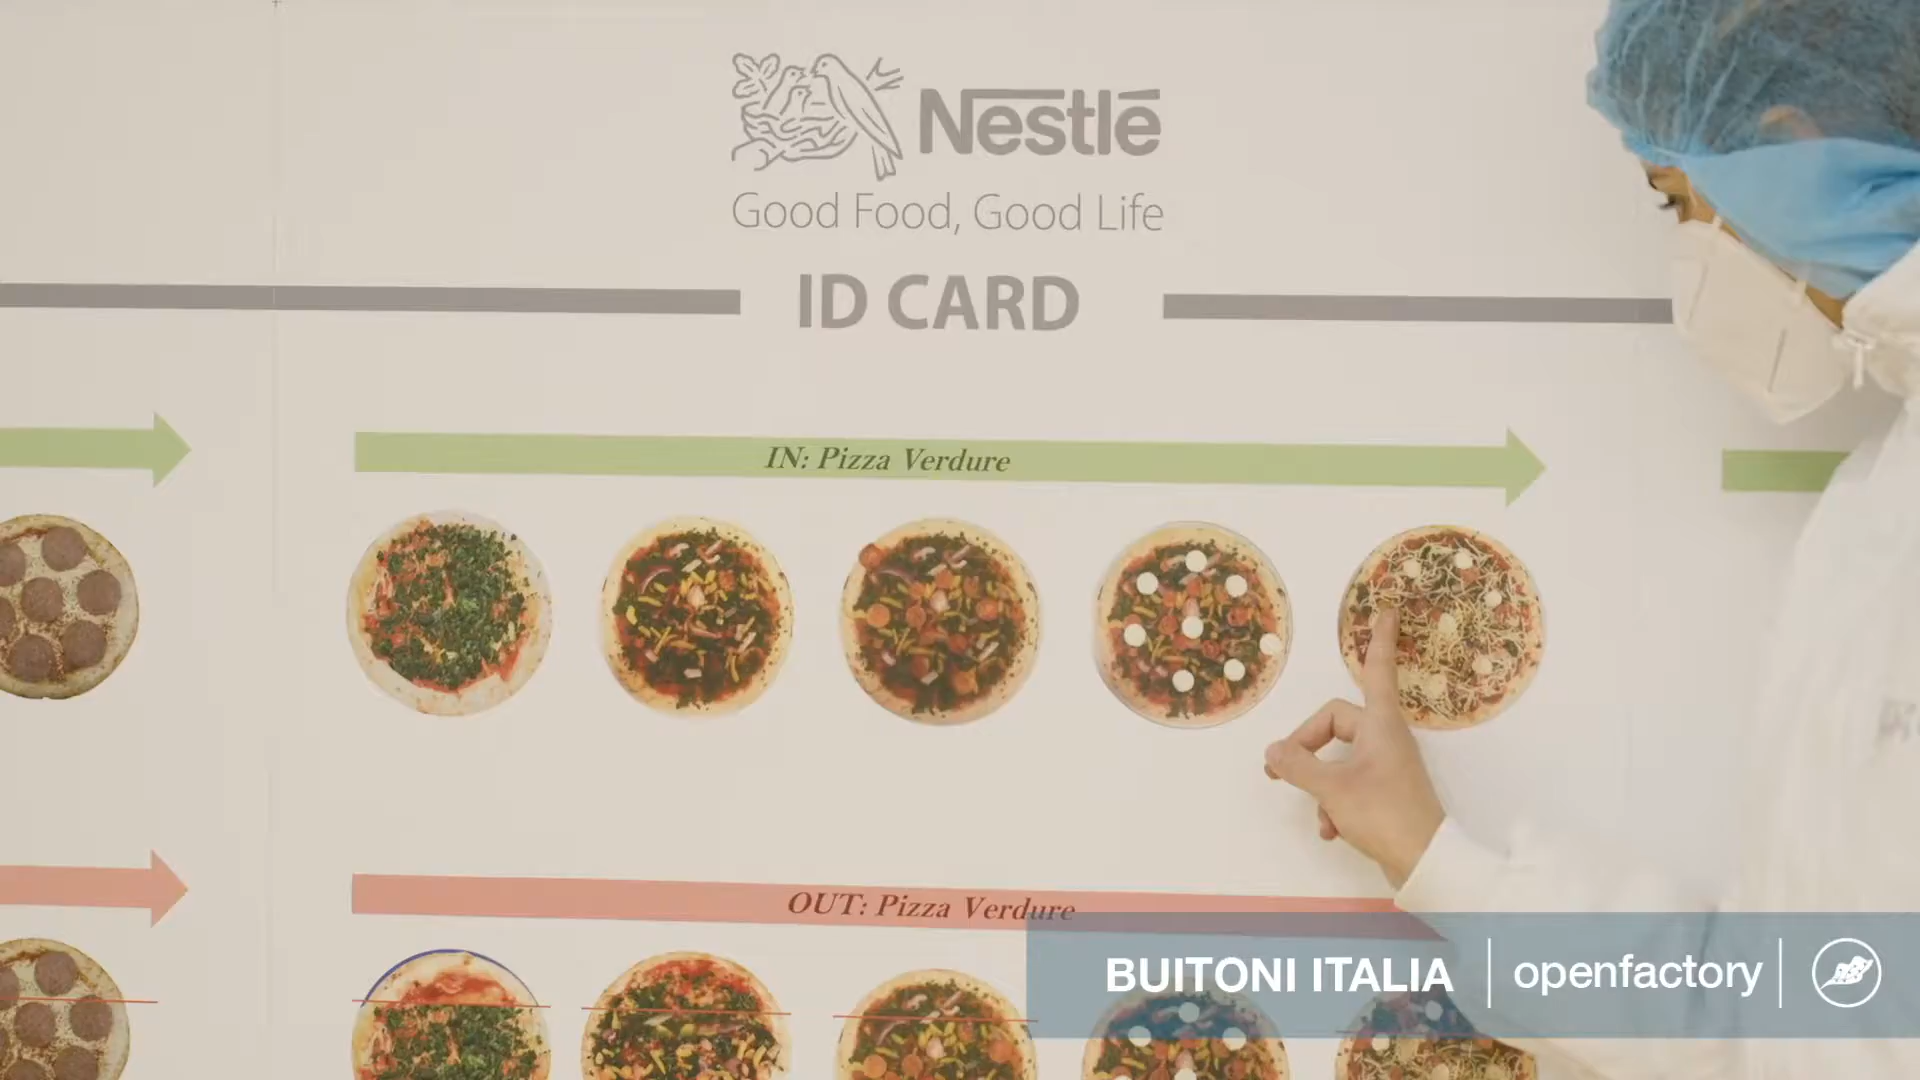 Nestlé
Good Food, Good Life
ID CARD
IN: Pizza Verdure
OUT: Pizza Verdure
BUITONI ITALIA
openfactory